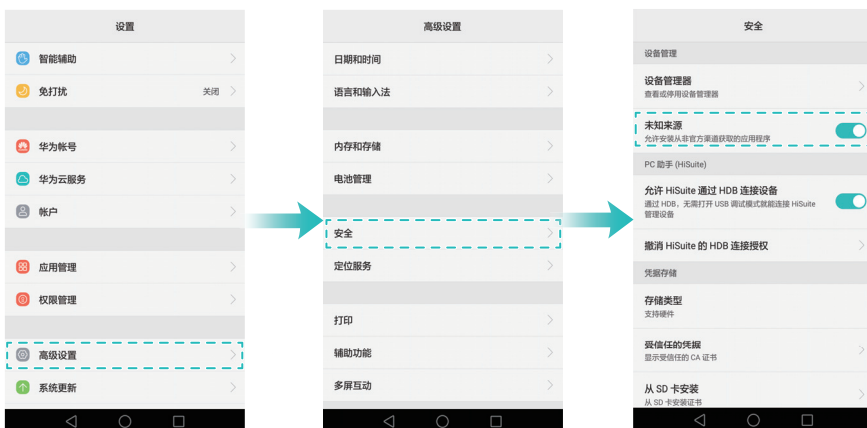 设置
智能辅助
免打扰 关闭
华为帐号
华为云服务
帐户
应用管理
权限管理
高级设置
系统更新
高级设置
日期和时间
语言和输入法
内存和存储
电池管理
安全
定位服务
打印
辅助功能
多屏互动
安全
设备管理
设备管理器
查看或停用设备管理器
未知来源
允许安装从非官方渠道获取的应用程序
PC 助手 (HiSuite)
允许 HiSuite 通过 HDB 连接设备
通过 HDB，无需打开 USB 调试模式就能连接 HiSuite
管理设备
撤消 HiSuite 的 HDB 连接授权
凭据存储
存储类型
支持硬件
受信任的凭据
显示受信任的 CA 证书
从 SD 卡安装
从 SD 卡安装证书